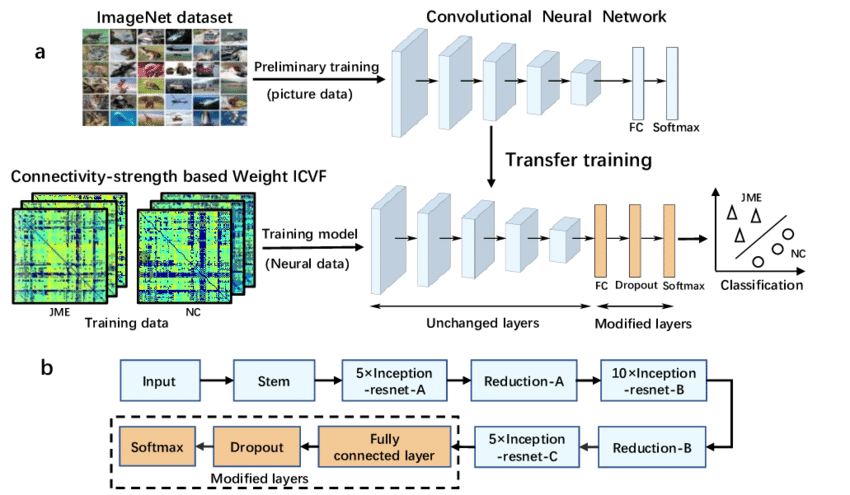 ImageNet dataset
Convolutional Neural Network
a
Preliminary training
(picture data)
FC
Softmax
Transfer training
Connectivity-strength based Weight ICVF
Training model
(Neural data)
JME
NC
Training data
FC
Dropout
Softmax
Unchanged layers
Modified layers
JME
NC
Classification
b
Input
Stem
5×Inception
-resnet-A
Reduction-A
10×Inception
-resnet-B
Softmax
Dropout
Fully
connected layer
5×Inception
-resnet-C
Reduction-B
Modified layers